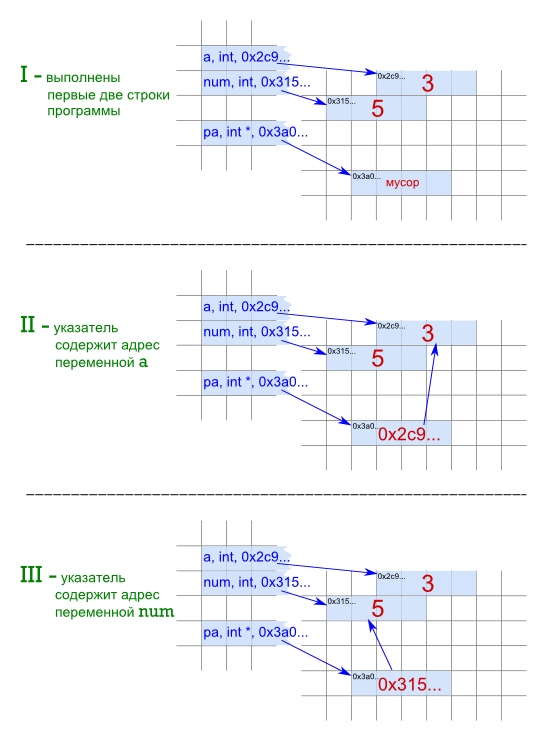 I – выполнены
первые две строки
программы
a, int, 0x2c9...
num, int, 0x315...
pa, int *, 0x3a0...
0x2c9...
3
0x315...
5
0x3a0...
мусор
II – указатель
содержит адрес
переменной a
a, int, 0x2c9...
num, int, 0x315...
pa, int *, 0x3a0...
0x2c9...
3
0x315...
5
0x3a0...
0x2c9...
III – указатель
содержит адрес
переменной num
a, int, 0x2c9...
num, int, 0x315...
pa, int *, 0x3a0...
0x2c9...
3
0x315...
5
0x3a0...
0x315...